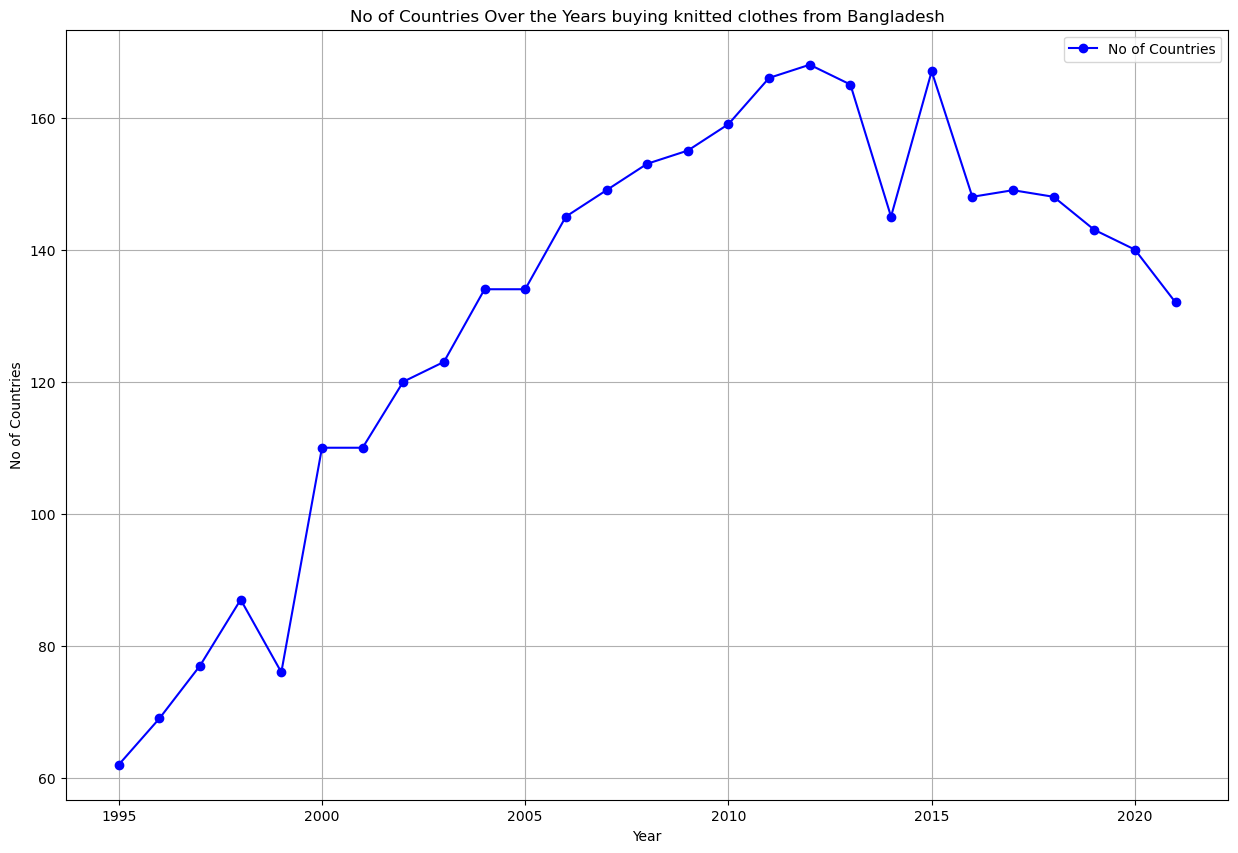 No of Countries Over the Years buying knitted clothes from Bangladesh
No of Countries
160
140
120
100
80
60
No of Countries
1995 2000 2005 2010 2015 2020
Year